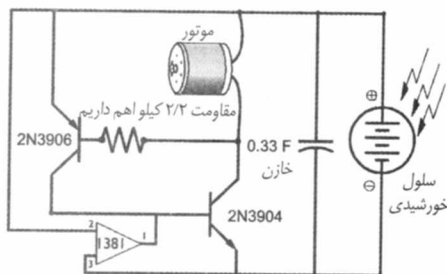 موتور
مقاومت ۲/۲ کیلو اهم داریم
2N3906
0.33 F
خازن
⊕
⊖
سلول
خورشیدی
2N3904
2
1381
1
3